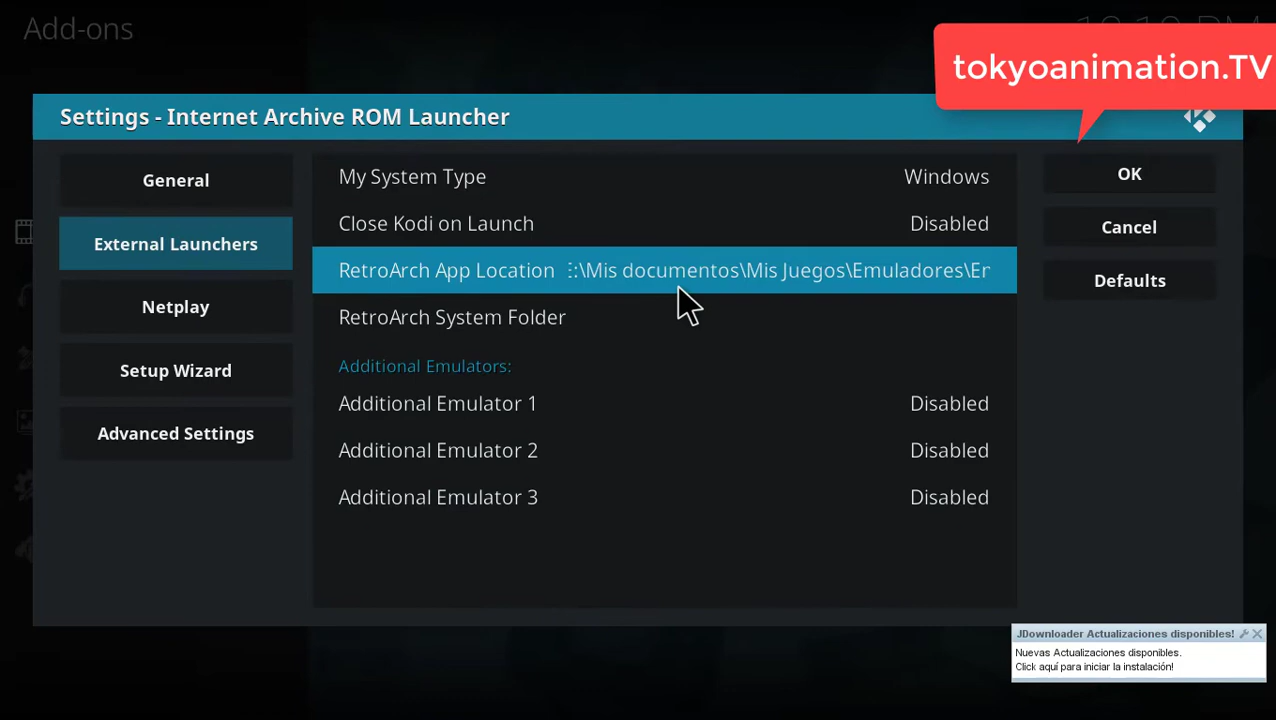 Add-ons
tokyoanimation.TV
Settings - Internet Archive ROM Launcher
General
External Launchers
Netplay
Setup Wizard
Advanced Settings
My System Type Windows
Close Kodi on Launch Disabled
RetroArch App Location :\Mis documentos\Mis Juegos\Emuladores\
RetroArch System Folder
Additional Emulators:
Additional Emulator 1 Disabled
Additional Emulator 2 Disabled
Additional Emulator 3 Disabled
OK
Cancel
Defaults
JDownloader Actualizaciones disponibles!
Nuevas Actualizaciones disponibles.
Click aquí para iniciar la instalación!